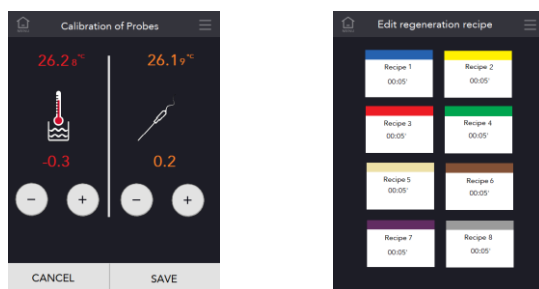 Calibration of Probes
26.2 8 °C
26.1 9 °C
-0.3
0.2
−
+
−
+
CANCEL
SAVE
Edit regeneration recipe
Recipe 1
00:05'
Recipe 2
00:05'
Recipe 3
00:05'
Recipe 4
00:05'
Recipe 5
00:05'
Recipe 6
00:05'
Recipe 7
00:05'
Recipe 8
00:05'